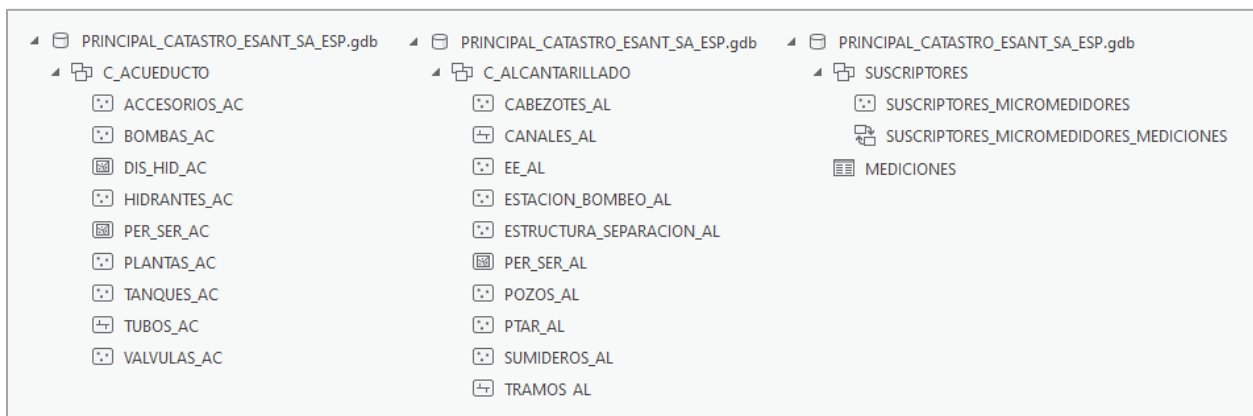 PRINCIPAL_CATASTRO_ESANT_SA_ESP.gdb
C_ACUEDUCTO
ACCESORIOS_AC
BOMBAS_AC
DIS_HID_AC
HIDRANTES_AC
PER_SER_AC
PLANTAS_AC
TANQUES_AC
TUBOS_AC
VALVULAS_AC
PRINCIPAL_CATASTRO_ESANT_SA_ESP.gdb
C_ALCANTARILLADO
CABEZOTES_AL
CANALES_AL
EE_AL
ESTACION_BOMBEO_AL
ESTRUCTURA_SEPARACION_AL
PER_SER_AL
POZOS_AL
PTAR_AL
SUMIDEROS_AL
TRAMOS_AL
PRINCIPAL_CATASTRO_ESANT_SA_ESP.gdb
SUSCRIPTORES
SUSCRIPTORES_MICROMEDIDORES
SUSCRIPTORES_MICROMEDIDORES_MEDICIONES
MEDICIONES